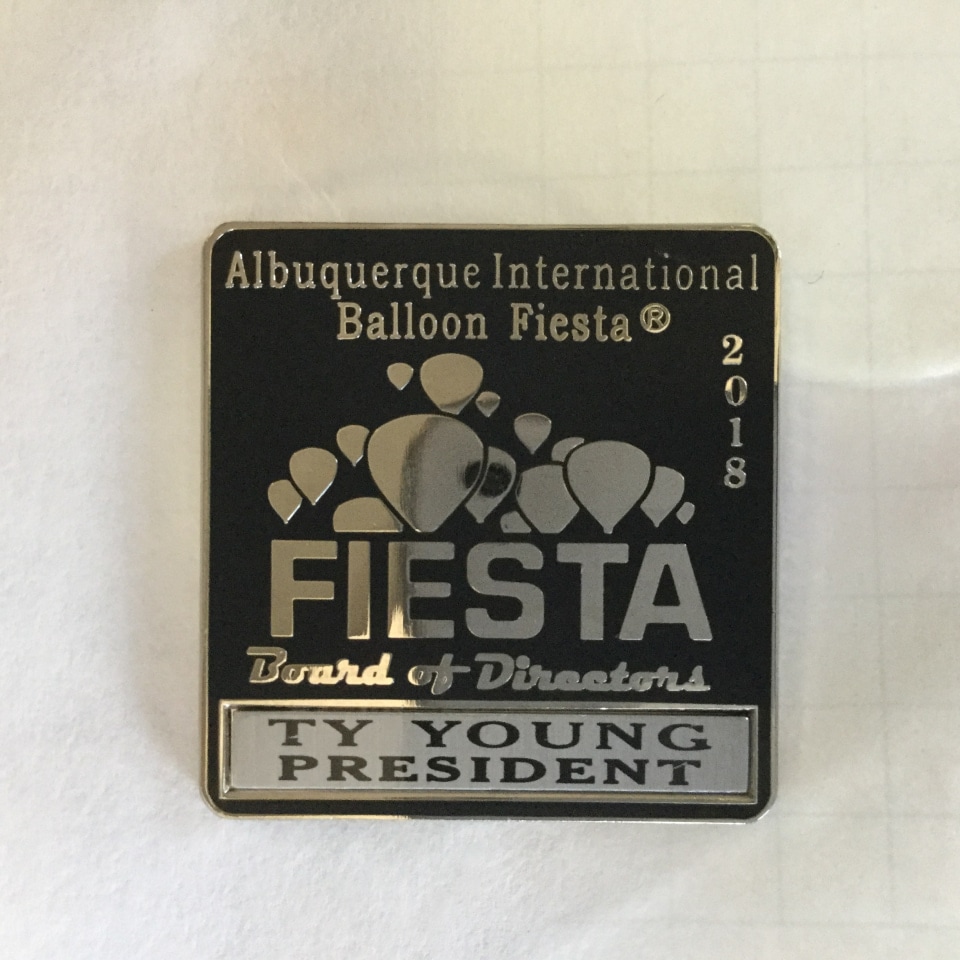 Albuquerque International
Balloon Fiesta®
2018
FIESTA
Board of Directors
TY YOUNG
PRESIDENT